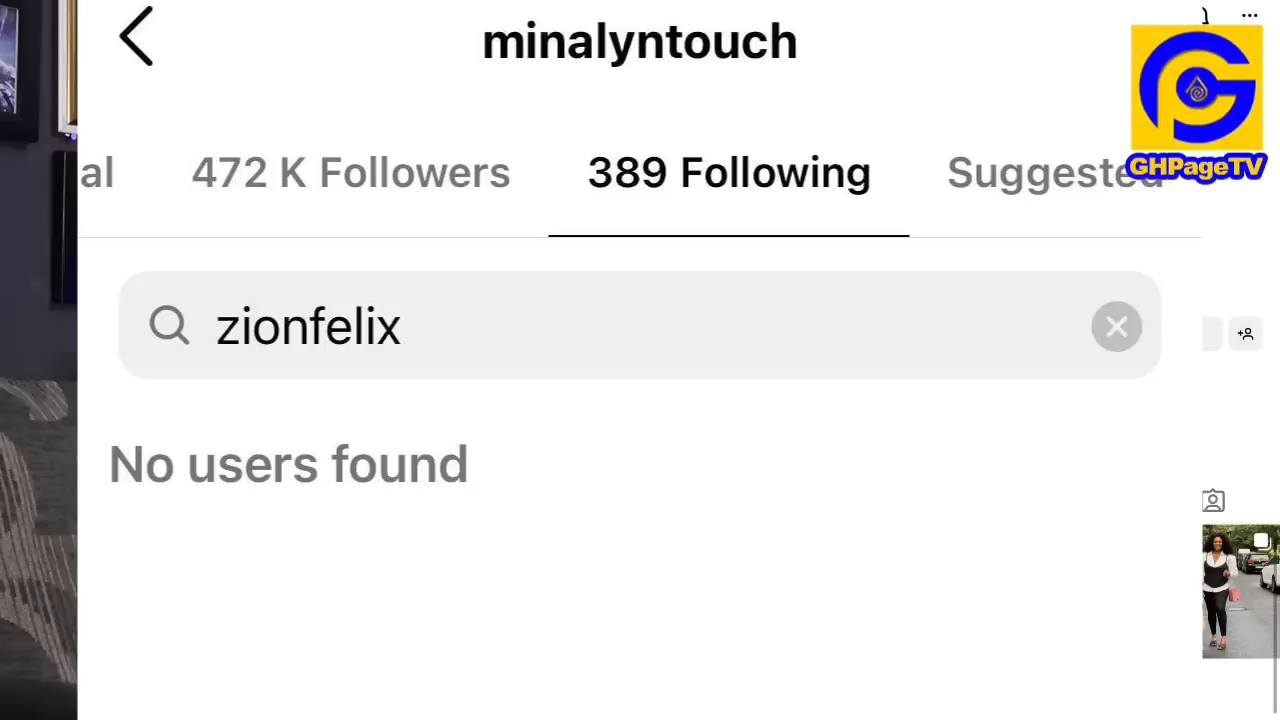 minalyntouch
al
472 K Followers
389 Following
Suggested
GHPageTV
zionfelix
No users found